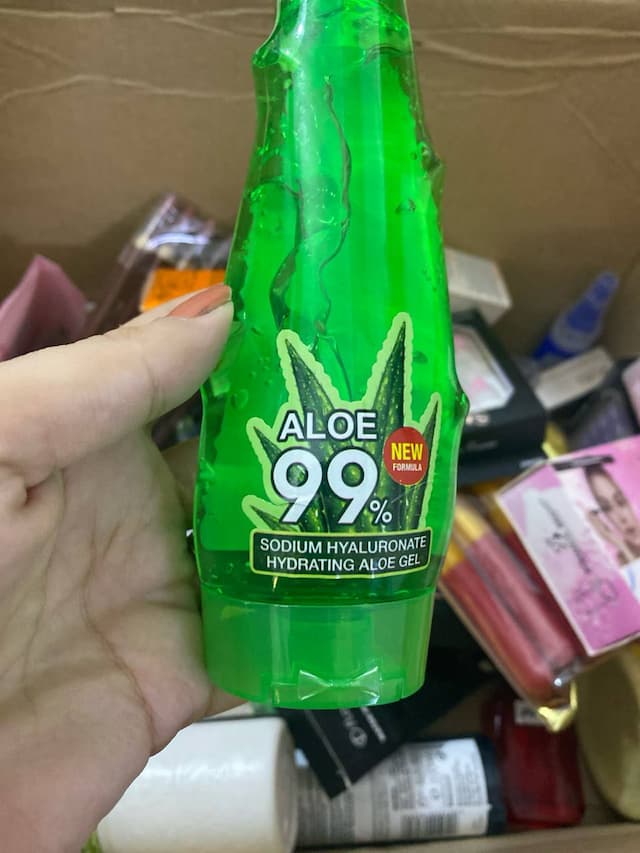 ALOE
99%
NEW
FORMULA
SODIUM HYALURONATE
HYDRATING ALOE GEL